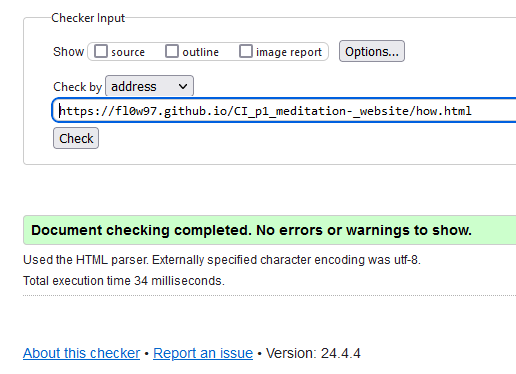 Checker Input
Show source outline image report Options...
Check by address
https://fl0w97.github.io/CI_p1_meditation-_website/how.html
Check
Document checking completed. No errors or warnings to show.
Used the HTML parser. Externally specified character encoding was utf-8.
Total execution time 34 milliseconds.
About this checker • Report an issue • Version: 24.4.4